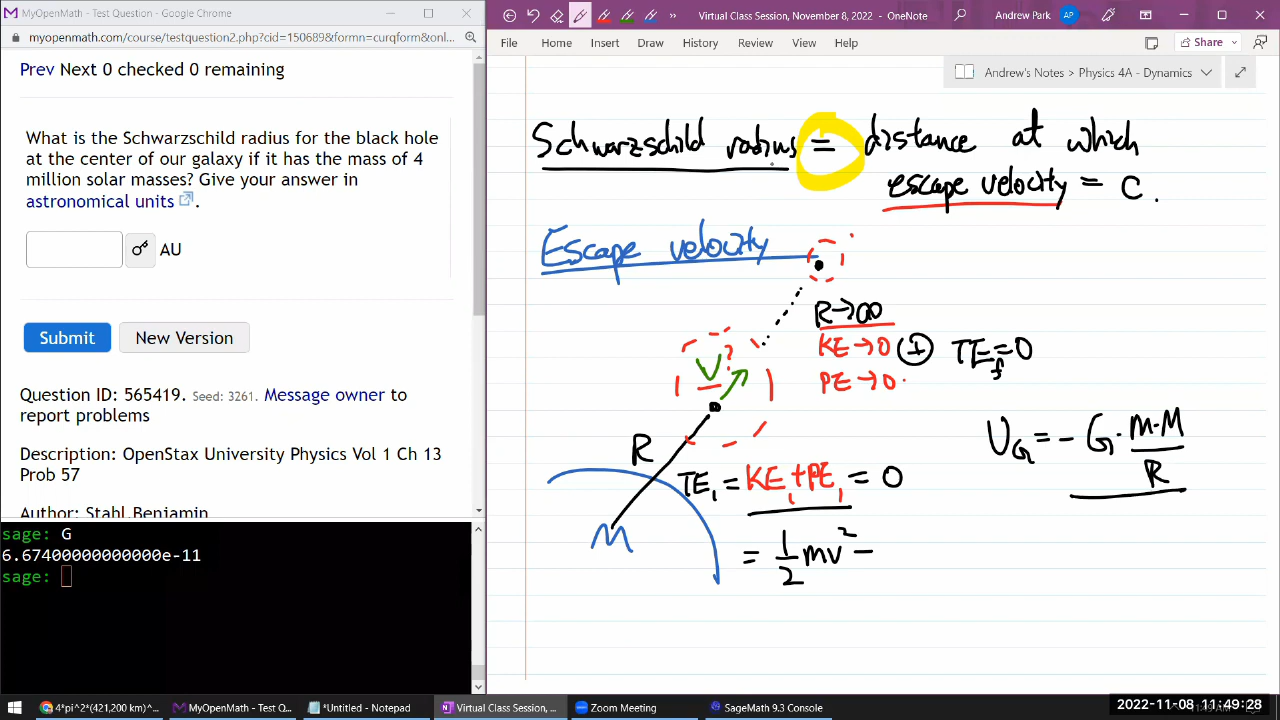 MyOpenMath - Test Question - Google Chrome
myopenmath.com/course/testquestion2.php?cid=150689&formn=curqform&onl...
Prev Next 0 checked 0 remaining
What is the Schwarzschild radius for the black hole
at the center of our galaxy if it has the mass of 4
million solar masses? Give your answer in
astronomical units.
AU
Submit New Version
Question ID: 565419. Seed: 3261. Message owner to
report problems
Description: OpenStax University Physics Vol 1 Ch 13
Prob 57
Author: Stahl,Benjamin
sage: G
6.67400000000000e-11
sage:
Virtual Class Session, November 8, 2022 - OneNote
Andrew Park AP
File Home Insert Draw History Review View Help
Share
Andrew's Notes > Physics 4A - Dynamics
Schwarzschild radius = distance at which
escape velocity = C.
Escape velocity
R→∞
KE→0 ① TE_f=0
PE→0
V
R
M
U_G = - G · m·M/R
TE₁ = KE₁+PE₁ = 0
= 1/2 mv² -
4*pi^2*(421,200 km)^... MyOpenMath - Test Q... *Untitled - Notepad Virtual Class Session,... Zoom Meeting SageMath 9.3 Console
2022-11-08 11:49:28